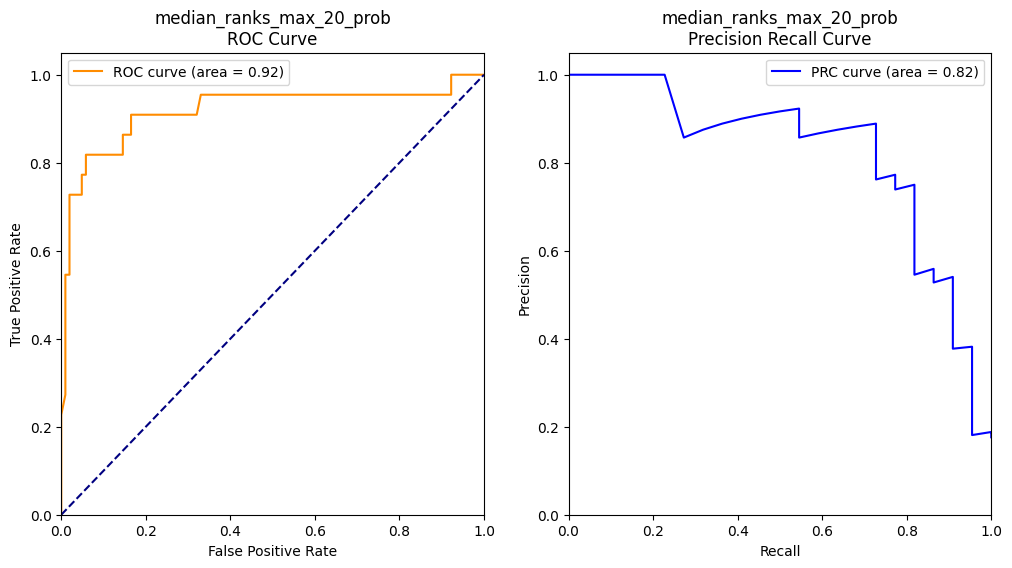 median_ranks_max_20_prob
ROC Curve
ROC curve (area = 0.92)
True Positive Rate
1.0
0.8
0.6
0.4
0.2
0.0
0.0 0.2 0.4 0.6 0.8 1.0
False Positive Rate
median_ranks_max_20_prob
Precision Recall Curve
PRC curve (area = 0.82)
Precision
1.0
0.8
0.6
0.4
0.2
0.0
0.0 0.2 0.4 0.6 0.8 1.0
Recall